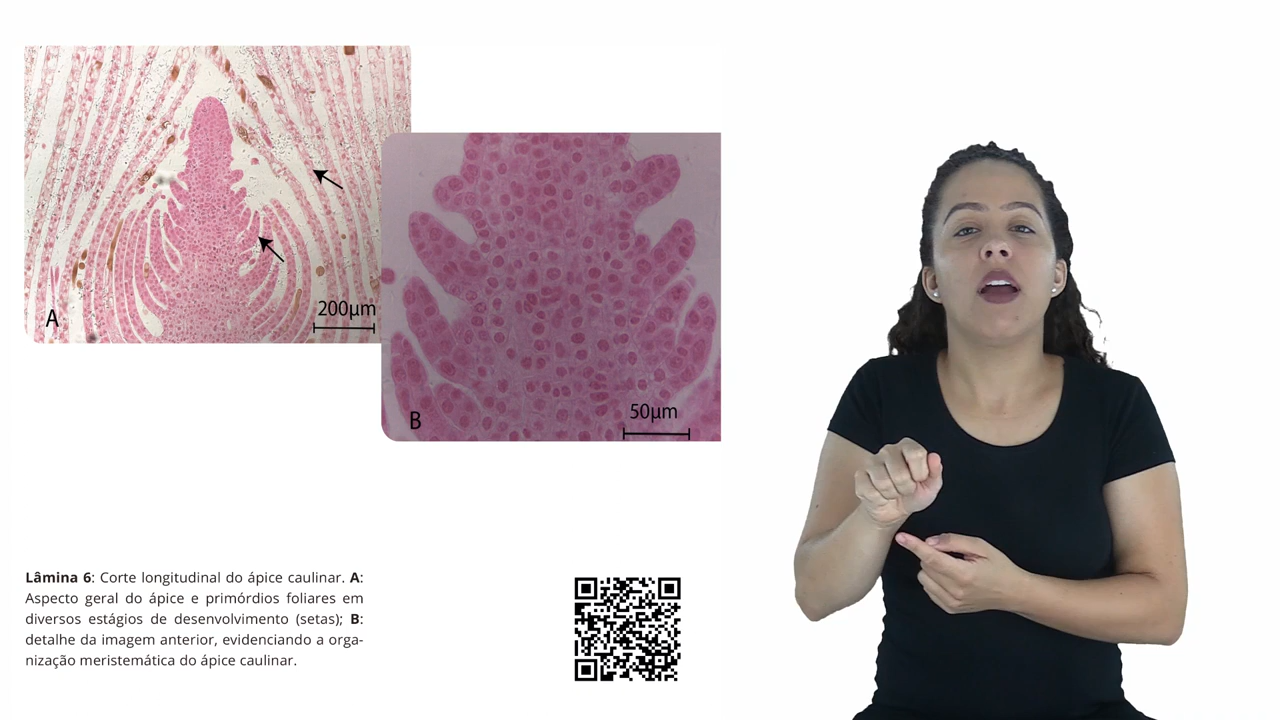 A
200µm
B
50µm
Lâmina 6: Corte longitudinal do ápice caulinar. A:
Aspecto geral do ápice e primórdios foliares em
diversos estágios de desenvolvimento (setas); B:
detalhe da imagem anterior, evidenciando a orga-
nização meristemática do ápice caulinar.